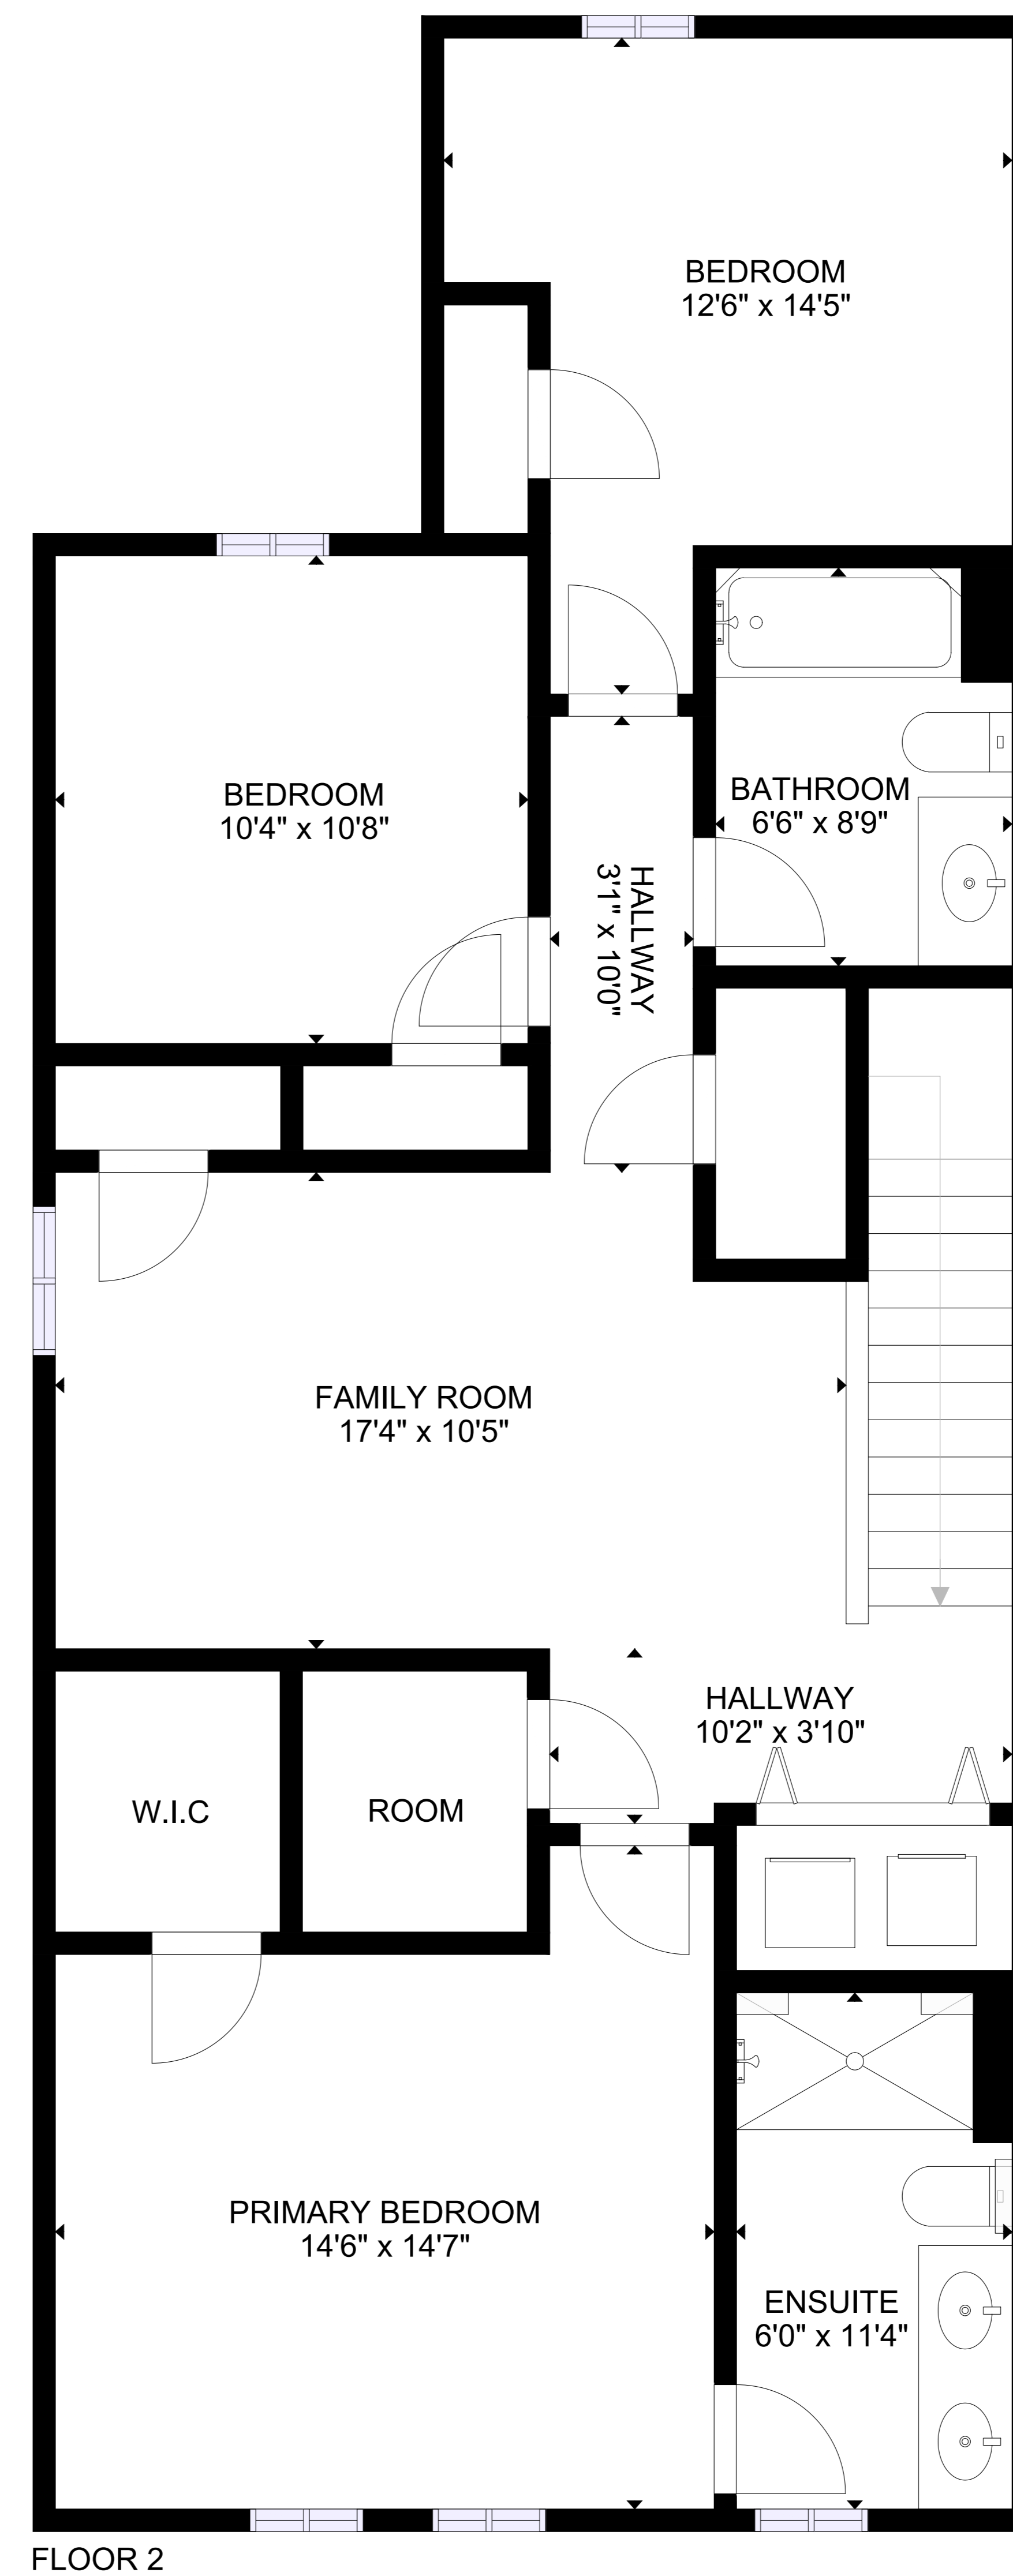 BEDROOM
12'6" x 14'5"
BEDROOM
10'4" x 10'8"
BATHROOM
6'6" x 8'9"
HALLWAY
3'1" x 10'0"
FAMILY ROOM
17'4" x 10'5"
HALLWAY
10'2" x 3'10"
W.I.C
ROOM
PRIMARY BEDROOM
14'6" x 14'7"
ENSUITE
6'0" x 11'4"
FLOOR 2